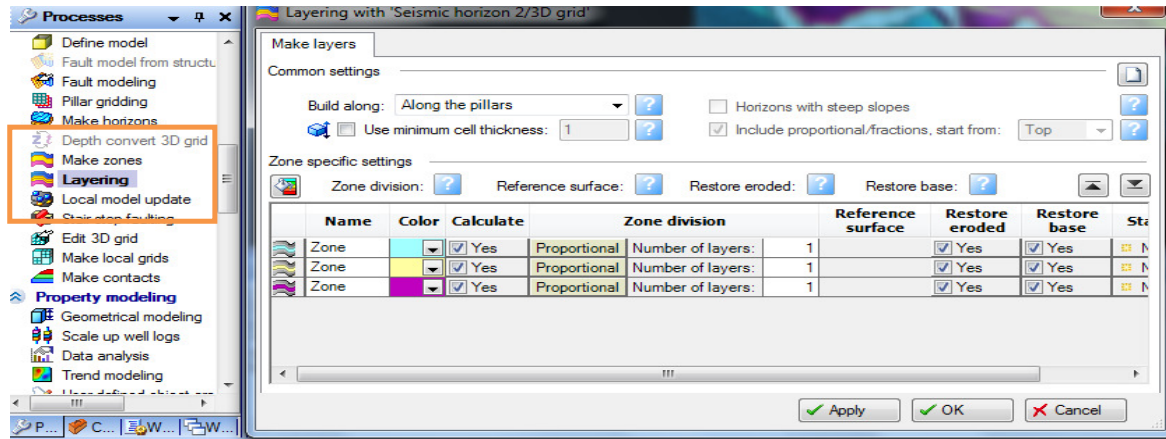 Processes
Define model
Fault model from structu
Fault modeling
Pillar gridding
Make horizons
Depth convert 3D grid
Make zones
Layering
Local model update
Stair step faulting
Edit 3D grid
Make local grids
Make contacts
Property modeling
Geometrical modeling
Scale up well logs
Data analysis
Trend modeling
P... C... W... W...
Layering with 'Seismic horizon 2/3D grid'
Make layers
Common settings
Build along: Along the pillars ? Horizons with steep slopes ?
Use minimum cell thickness: 1 ? Include proportional/fractions, start from: Top ?
Zone specific settings
Zone division: ? Reference surface: ? Restore eroded: ? Restore base: ?
Name Color Calculate Zone division Reference surface Restore eroded Restore base Sta
Zone Yes Proportional Number of layers: 1 Yes Yes N
Zone Yes Proportional Number of layers: 1 Yes Yes N
Zone Yes Proportional Number of layers: 1 Yes Yes N
Apply OK Cancel